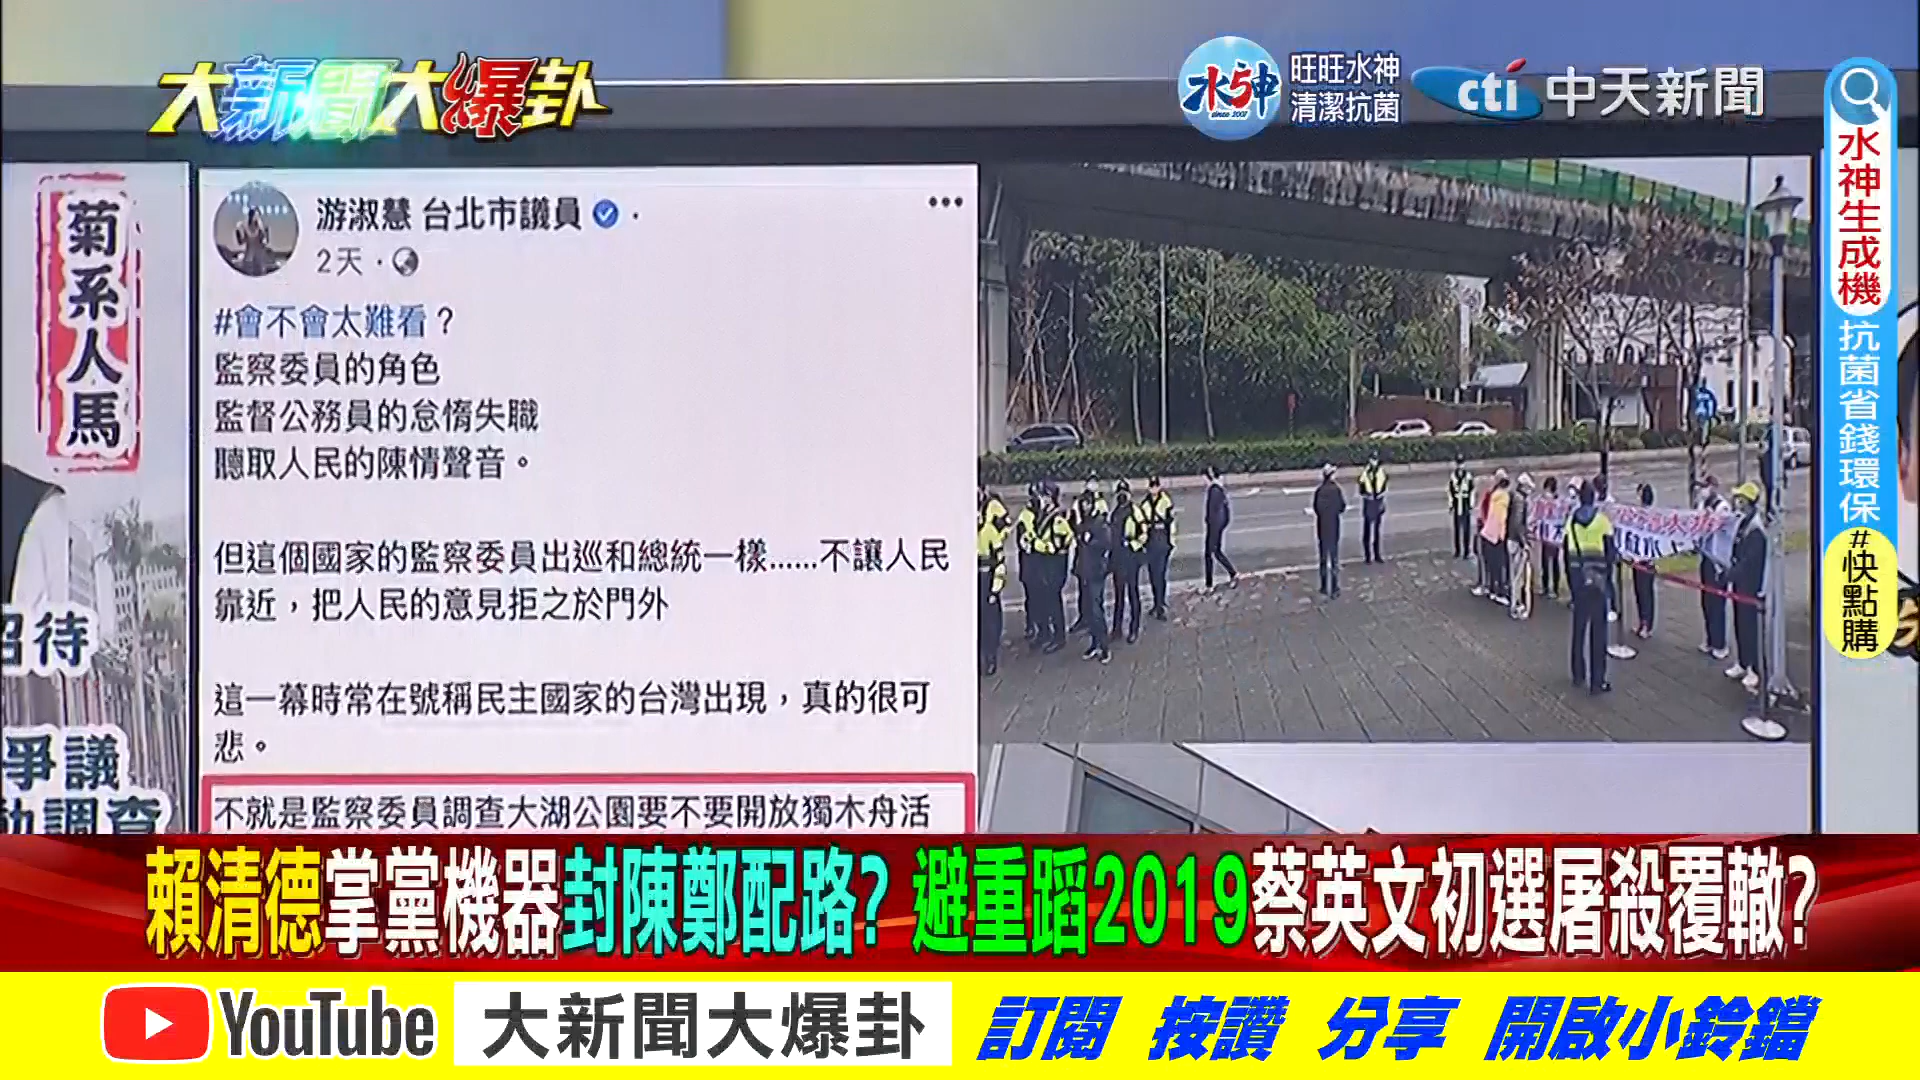 大新聞大爆卦
水神
since 2007
旺旺水神
清潔抗菌
cti 中天新聞
水神生成機
抗菌省錢環保
#快點購
菊系人馬
招待
爭議
調查
游淑慧 台北市議員
2天
#會不會太難看？
監察委員的角色
監督公務員的怠惰失職
聽取人民的陳情聲音。
但這個國家的監察委員出巡和總統一樣......不讓人民
靠近，把人民的意見拒之於門外
這一幕時常在號稱民主國家的台灣出現，真的很可
悲。
不就是監察委員調查大湖公園要不要開放獨木舟活
賴清德掌黨機器封陳鄭配路? 避重蹈2019蔡英文初選屠殺覆轍?
YouTube 大新聞大爆卦 訂閱 按讚 分享 開啟小鈴鐺